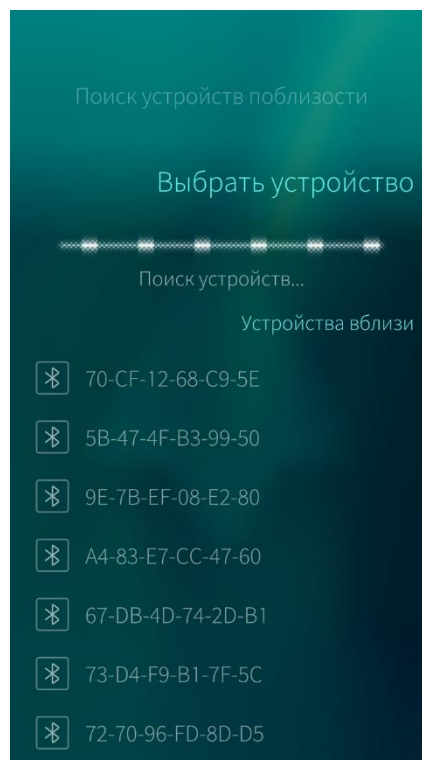 Поиск устройств поблизости
Выбрать устройство
Поиск устройств...
Устройства вблизи
70-CF-12-68-C9-5E
5B-47-4F-B3-99-50
9E-7B-EF-08-E2-80
A4-83-E7-CC-47-60
67-DB-4D-74-2D-B1
73-D4-F9-B1-7F-5C
72-70-96-FD-8D-D5